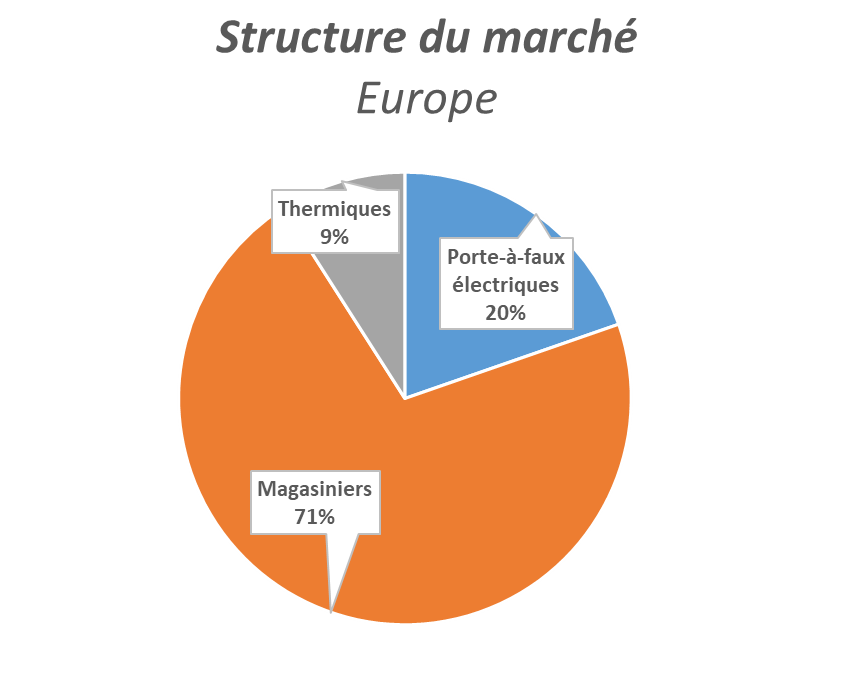 Structure du marché
Europe
Thermiques
9%
Porte-à-faux
électriques
20%
Magasiniers
71%